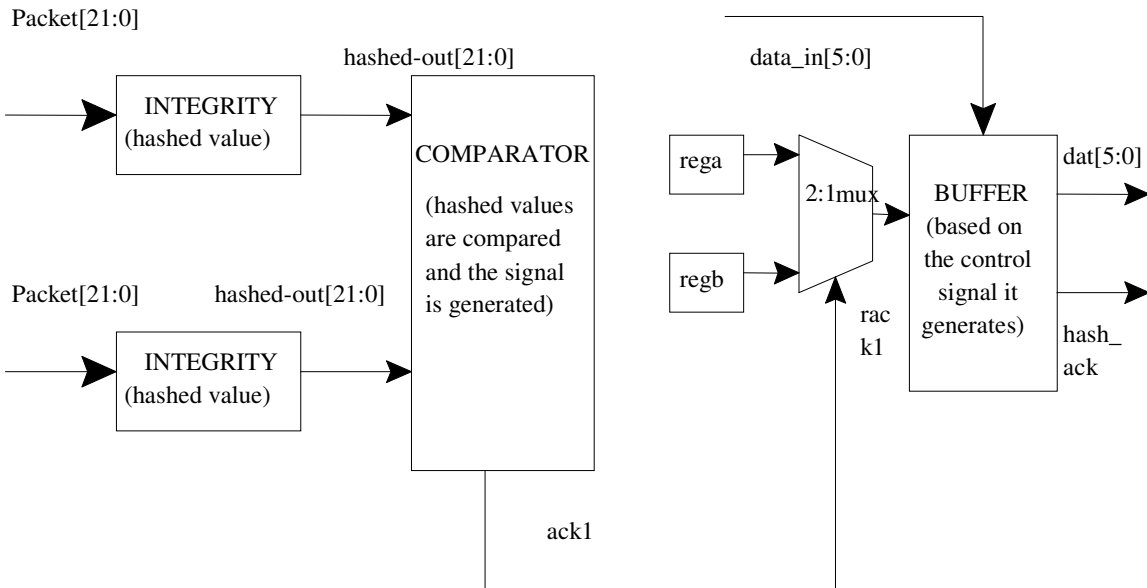 Packet[21:0]
hashed-out[21:0]
INTEGRITY
(hashed value)
COMPARATOR
(hashed values
are compared
and the signal
is generated)
Packet[21:0]
hashed-out[21:0]
INTEGRITY
(hashed value)
ack1
data_in[5:0]
rega
regb
2:1mux
rac
k1
BUFFER
(based on
the control
signal it
generates)
dat[5:0]
hash_
ack